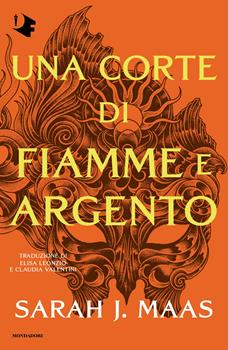 UNA CORTE
DI
FIAMME E
ARGENTO
TRADUZIONE DI
ELISA LEONZIO
E CLAUDIA VALENTINI
SARAH J. MAAS
MONDADORI